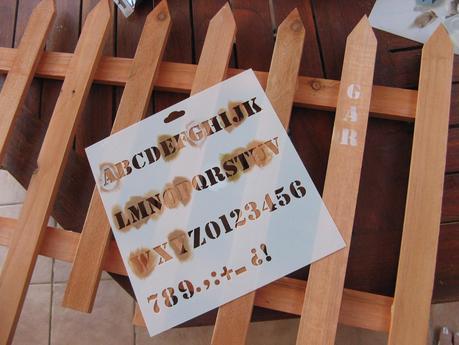 ABCDEFGHIJK
LMNOPQRSTUV
WXYZ0123456
789.,:+-¿!
GAR